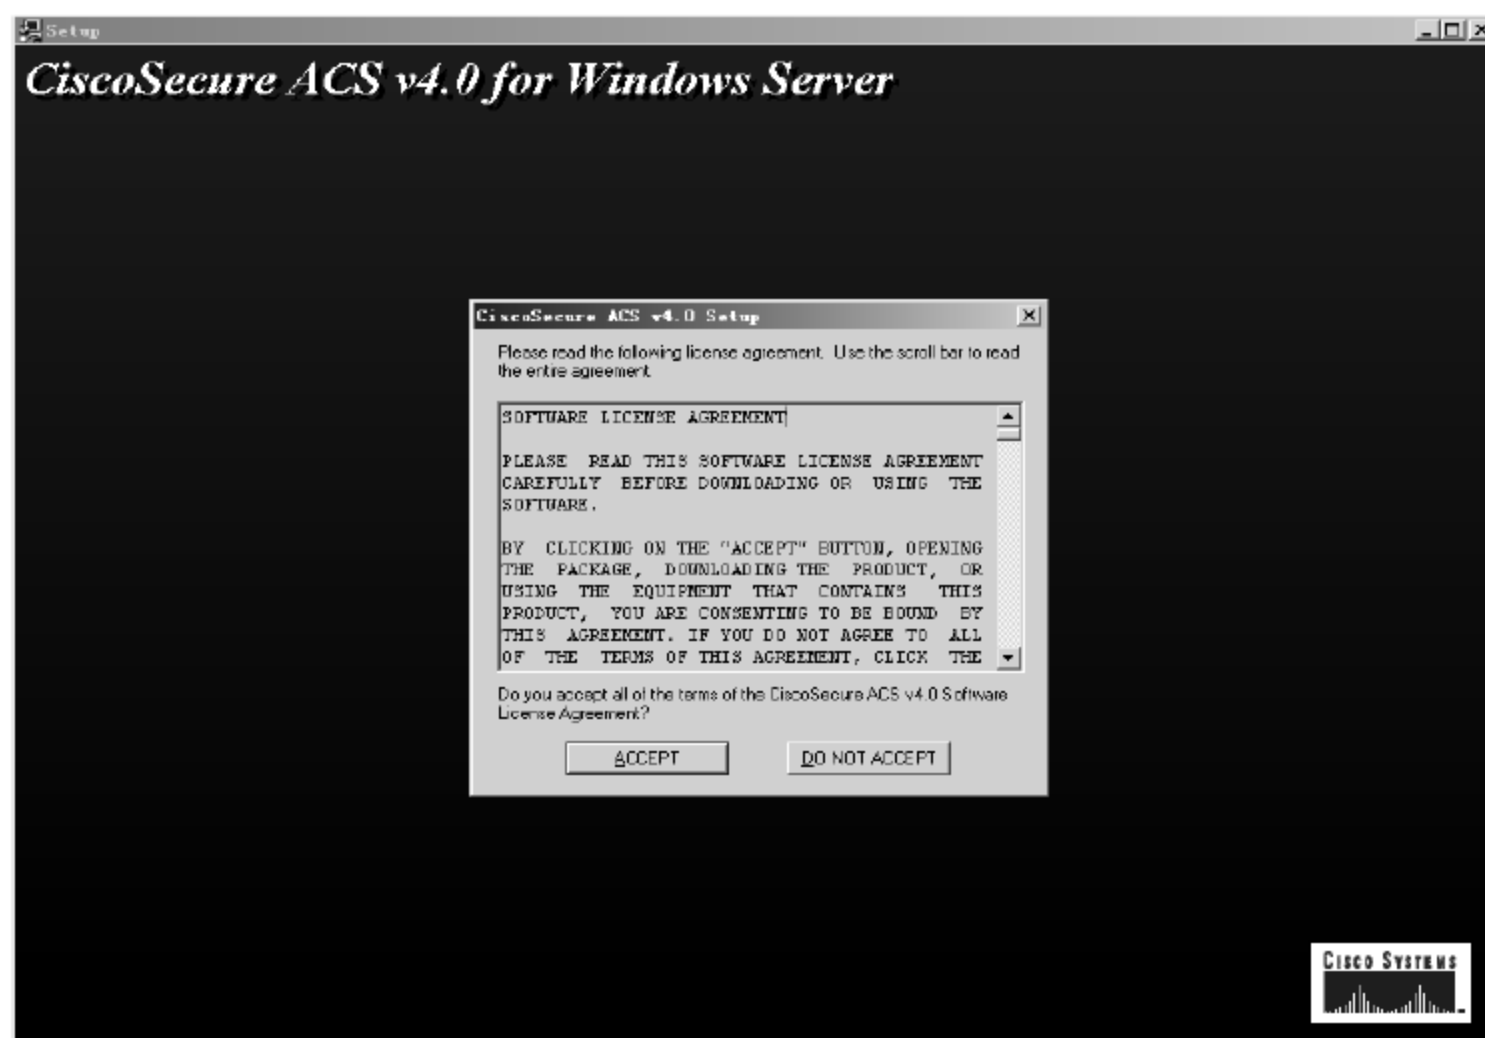 Setup
CiscoSecure ACS v4.0 for Windows Server
CiscoSecure ACS v4.0 Setup
Please read the following license agreement. Use the scroll bar to read
the entire agreement.
SOFTWARE LICENSE AGREEMENT
PLEASE READ THIS SOFTWARE LICENSE AGREEMENT
CAREFULLY BEFORE DOWNLOADING OR USING THE
SOFTWARE.
BY CLICKING ON THE "ACCEPT" BUTTON, OPENING
THE PACKAGE, DOWNLOADING THE PRODUCT, OR
USING THE EQUIPMENT THAT CONTAINS THIS
PRODUCT, YOU ARE CONSENTING TO BE BOUND BY
THIS AGREEMENT. IF YOU DO NOT AGREE TO ALL
OF THE TERMS OF THIS AGREEMENT, CLICK THE
Do you accept all of the terms of the CiscoSecure ACS v4.0 Software
License Agreement?
ACCEPT
DO NOT ACCEPT
CISCO SYSTEMS